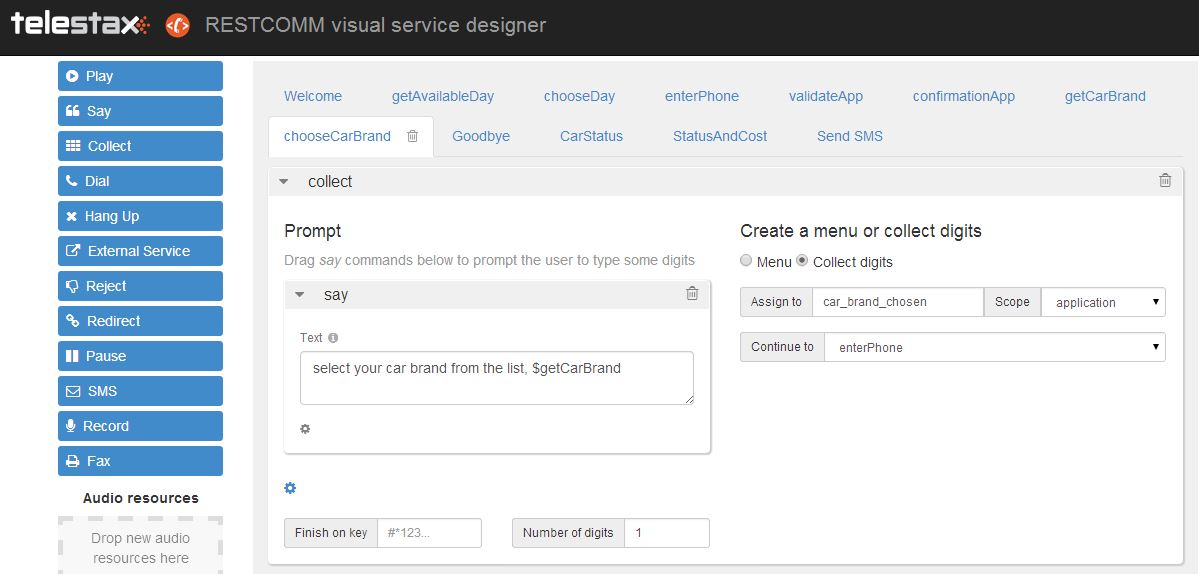 telestax RESTCOMM visual service designer
Play
Say
Collect
Dial
Hang Up
External Service
Reject
Redirect
Pause
SMS
Record
Fax
Audio resources
Drop new audio
resources here
Welcome getAvailableDay chooseDay enterPhone validateApp confirmationApp getCarBrand
chooseCarBrand Goodbye CarStatus StatusAndCost Send SMS
collect
Prompt
Drag say commands below to prompt the user to type some digits
say
Text
select your car brand from the list, $getCarBrand
Finish on key #*123... Number of digits 1
Create a menu or collect digits
Menu Collect digits
Assign to car_brand_chosen Scope application
Continue to enterPhone